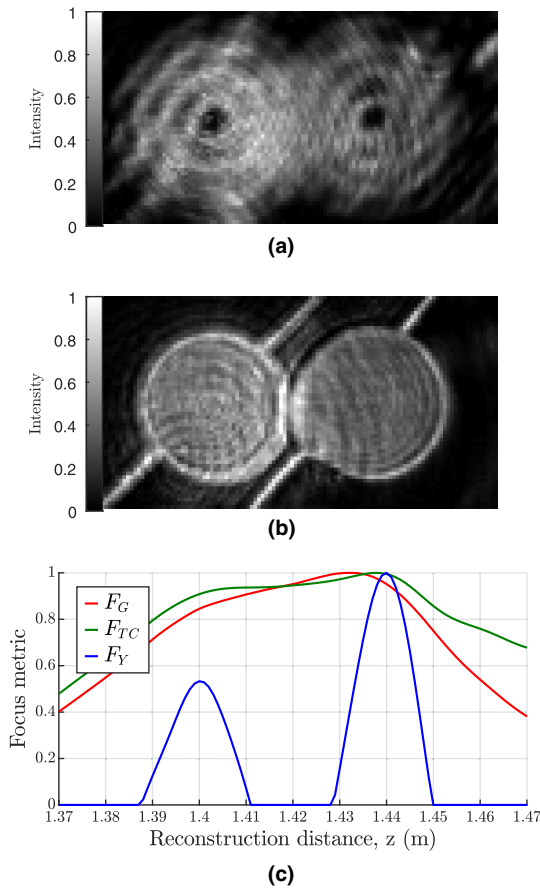 1
0.8
0.6
0.4
0.2
0
Intensity
(a)
1
0.8
0.6
0.4
0.2
0
Intensity
(b)
1
0.8
0.6
0.4
0.2
0
Focus metric
F_G
F_TC
F_Y
1.37 1.38 1.39 1.4 1.41 1.42 1.43 1.44 1.45 1.46 1.47
Reconstruction distance, z (m)
(c)